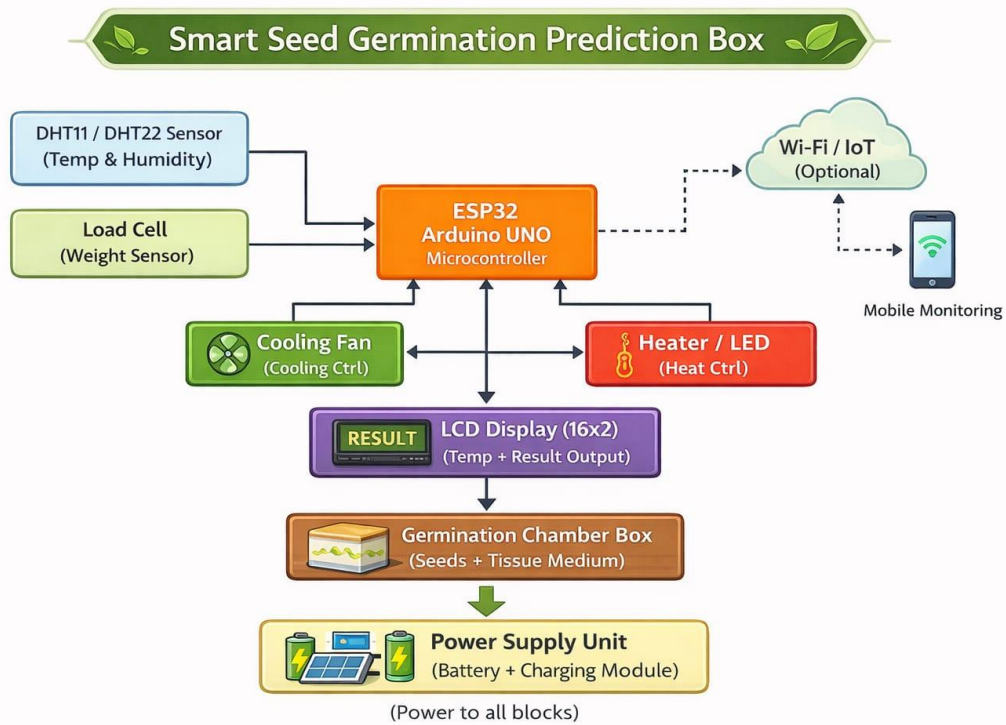 Smart Seed Germination Prediction Box
DHT11 / DHT22 Sensor
(Temp & Humidity)
Wi-Fi / IoT
(Optional)
ESP32
Arduino UNO
Microcontroller
Load Cell
(Weight Sensor)
Mobile Monitoring
Cooling Fan
(Cooling Ctrl)
Heater / LED
(Heat Ctrl)
RESULT
LCD Display (16x2)
(Temp + Result Output)
Germination Chamber Box
(Seeds + Tissue Medium)
Power Supply Unit
(Battery + Charging Module)
(Power to all blocks)